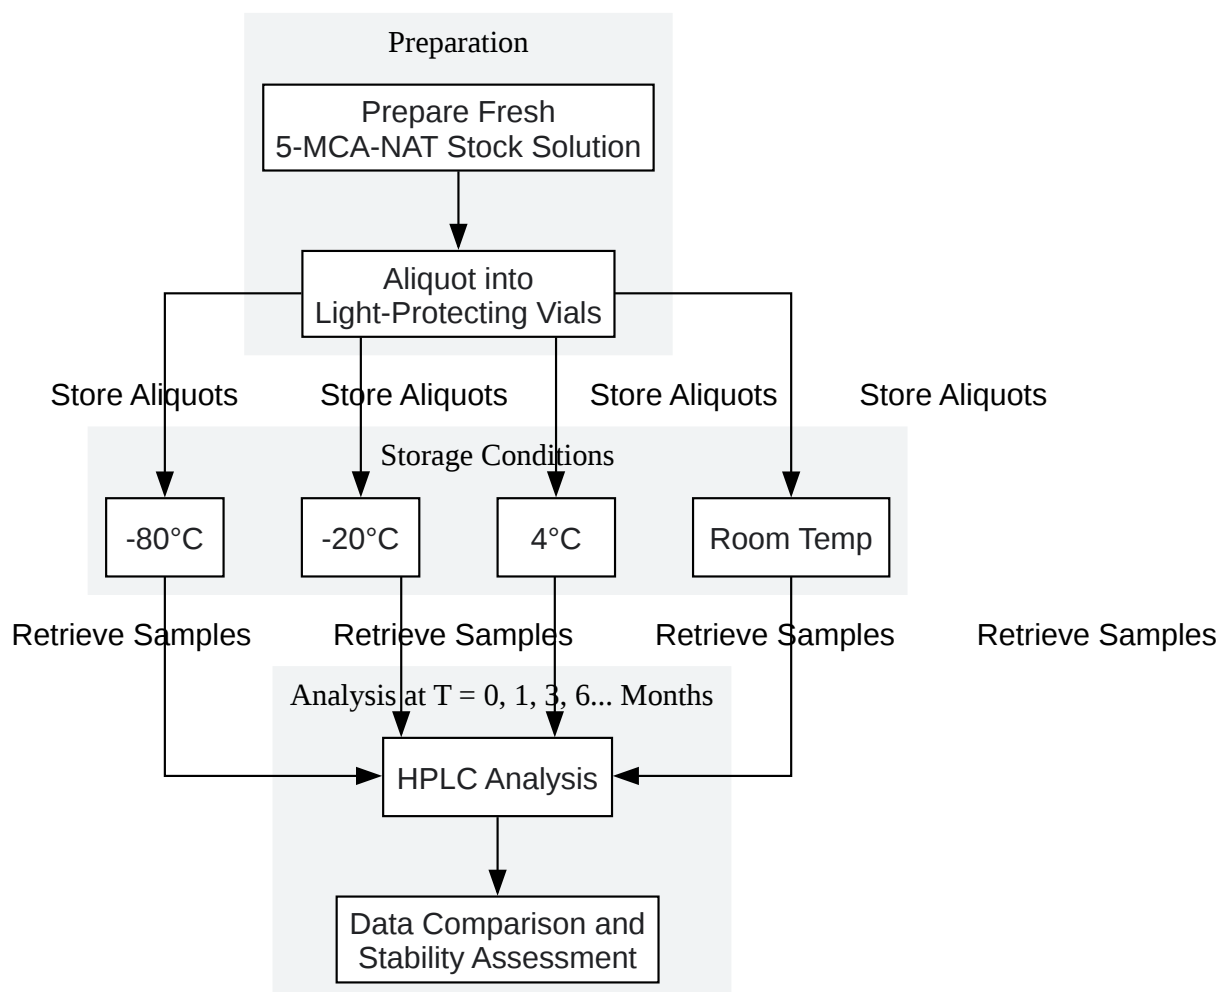 Preparation
Prepare Fresh
5-MCA-NAT Stock Solution
Aliquot into
Light-Protecting Vials
Store Aliquots
Store Aliquots
Store Aliquots
Store Aliquots
Storage Conditions
-80°C
-20°C
4°C
Room Temp
Retrieve Samples
Retrieve Samples
Retrieve Samples
Retrieve Samples
Analysis at T = 0, 1, 3, 6... Months
HPLC Analysis
Data Comparison and
Stability Assessment